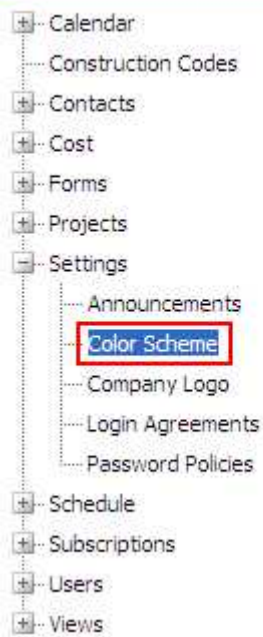 Calendar
Construction Codes
Contacts
Cost
Forms
Projects
Settings
Announcements
Color Scheme
Company Logo
Login Agreements
Password Policies
Schedule
Subscriptions
Users
Views